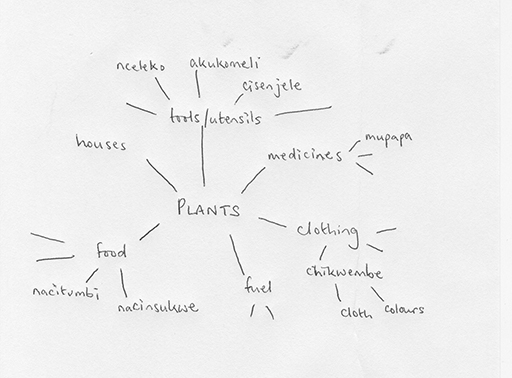 nceleko
akukomeli
cisenjele
tools/utensils
houses
mupapa
medicines
PLANTS
clothing
food
chikwembe
nacitumbi
fuel
nacinsukwe
cloth
colours